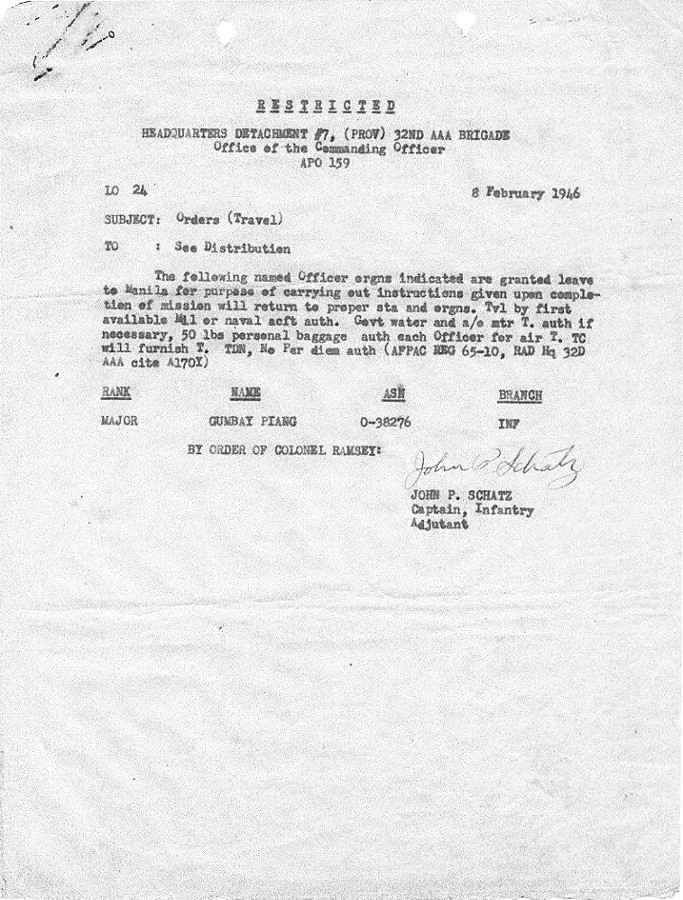 RESTRICTED
HEADQUARTERS DETACHMENT #7, (PROV) 32ND AAA BRIGADE
Office of the Commanding Officer
APO 159
LO 24 8 February 1946
SUBJECT: Orders (Travel)
TO : See Distribution
The following named Officer orgns indicated are granted leave
to Manila for purpose of carrying out instructions given upon comple-
tion of mission will return to proper sta and orgns. Tvl by first
available Mil or naval acft auth. Govt water and a/o mtr T. auth if
necessary, 50 lbs personal baggage auth each Officer for air T. TC
will furnish T. TDN, No Per diem auth (AFPAC REG 65-10, RAD Hq 32D
AAA cite A170X)
RANK NAME ASN BRANCH
MAJOR GUMBAY PIANG O-38276 INF
BY ORDER OF COLONEL RAMSEY:
John P. Schatz
JOHN P. SCHATZ
Captain, Infantry
Adjutant